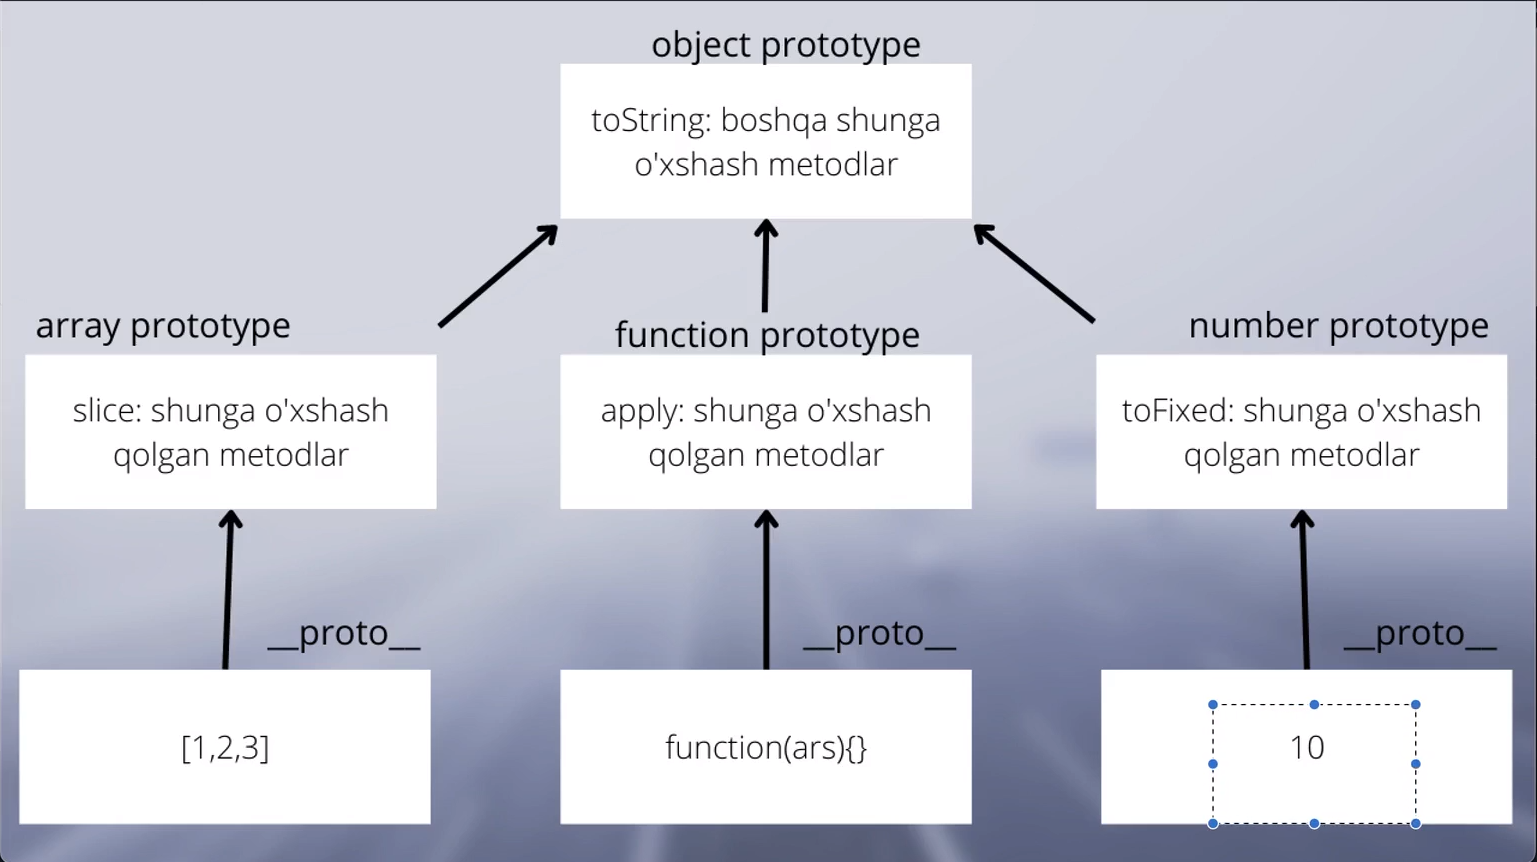 object prototype
toString: boshqa shunga
o'xshash metodlar
array prototype
function prototype
number prototype
slice: shunga o'xshash
qolgan metodlar
apply: shunga o'xshash
qolgan metodlar
toFixed: shunga o'xshash
qolgan metodlar
__proto__
__proto__
__proto__
[1,2,3]
function(ars){}
10